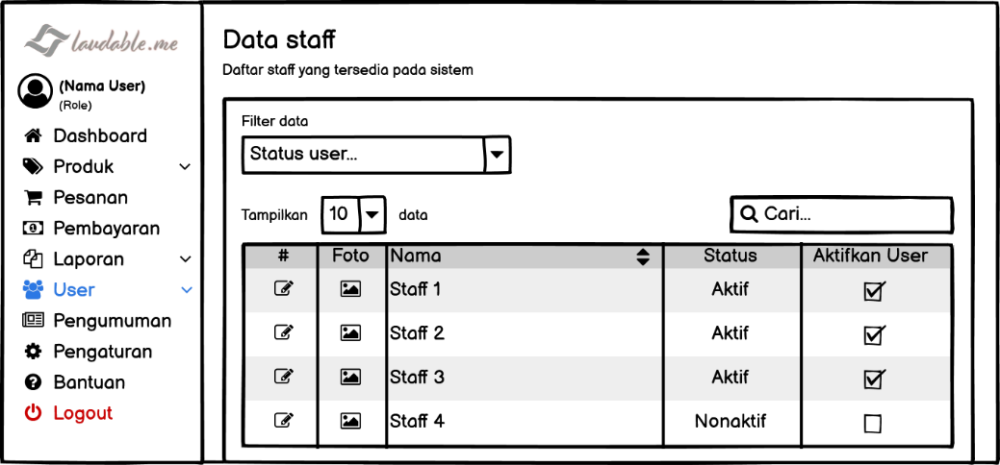 laudable.me
(Nama User)
(Role)
Dashboard
Produk
Pesanan
Pembayaran
Laporan
User
Pengumuman
Pengaturan
Bantuan
Logout
Data staff
Daftar staff yang tersedia pada sistem
Filter data
Status user...
Tampilkan 10 data
Cari...
# Foto Nama Status Aktifkan User
Staff 1 Aktif
Staff 2 Aktif
Staff 3 Aktif
Staff 4 Nonaktif